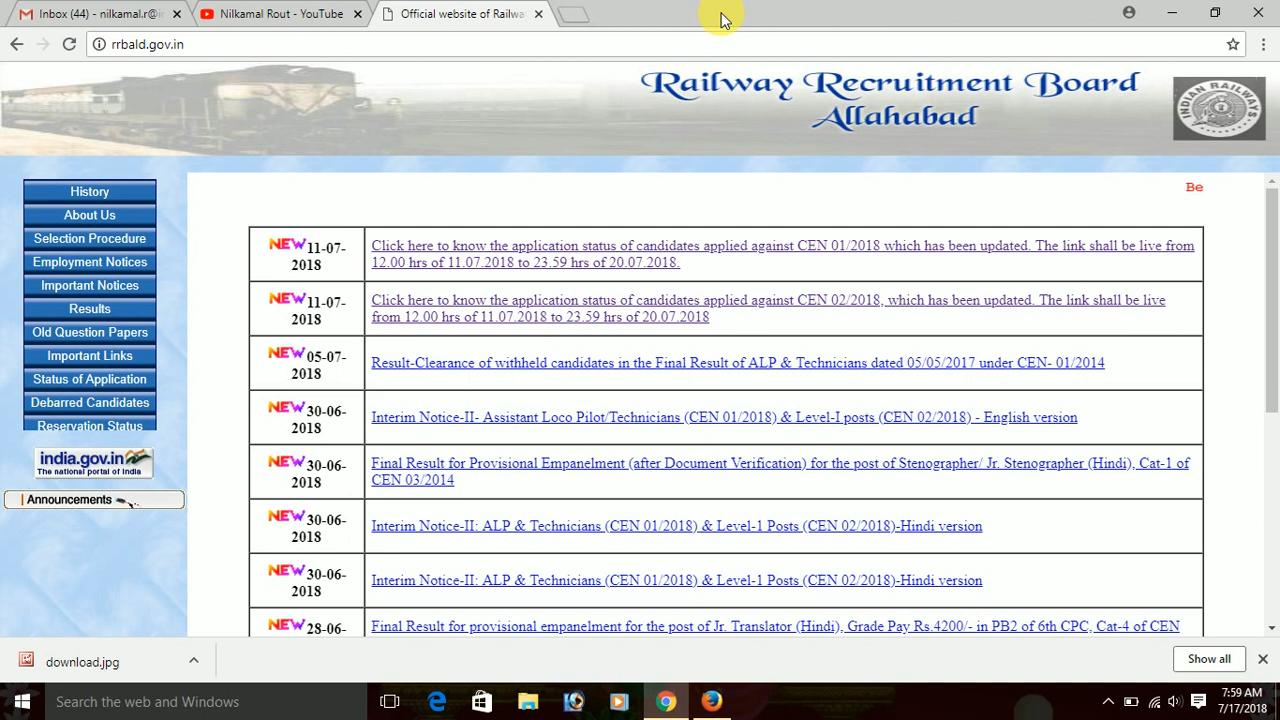 Inbox (44) - nilkamal.r@in
Nilkamal Rout - YouTube
Official website of Railwa
rrbald.gov.in
Railway Recruitment Board
Allahabad
INDIAN RAILWAYS
History
About Us
Selection Procedure
Employment Notices
Important Notices
Results
Old Question Papers
Important Links
Status of Application
Debarred Candidates
Reservation Status
india.gov.in
The national portal of India
Announcements
Be
NEW 11-07-
2018
Click here to know the application status of candidates applied against CEN 01/2018 which has been updated. The link shall be live from
12.00 hrs of 11.07.2018 to 23.59 hrs of 20.07.2018.
NEW 11-07-
2018
Click here to know the application status of candidates applied against CEN 02/2018, which has been updated. The link shall be live
from 12.00 hrs of 11.07.2018 to 23.59 hrs of 20.07.2018
NEW 05-07-
2018
Result-Clearance of withheld candidates in the Final Result of ALP & Technicians dated 05/05/2017 under CEN- 01/2014
NEW 30-06-
2018
Interim Notice-II- Assistant Loco Pilot/Technicians (CEN 01/2018) & Level-I posts (CEN 02/2018) - English version
NEW 30-06-
2018
Final Result for Provisional Empanelment (after Document Verification) for the post of Stenographer/ Jr. Stenographer (Hindi), Cat-1 of
CEN 03/2014
NEW 30-06-
2018
Interim Notice-II: ALP & Technicians (CEN 01/2018) & Level-1 Posts (CEN 02/2018)-Hindi version
NEW 30-06-
2018
Interim Notice-II: ALP & Technicians (CEN 01/2018) & Level-1 Posts (CEN 02/2018)-Hindi version
NEW 28-06-
Final Result for provisional empanelment for the post of Jr. Translator (Hindi), Grade Pay Rs.4200/- in PB2 of 6th CPC, Cat-4 of CEN
download.jpg
Show all
Search the web and Windows
7:59 AM
7/17/2018